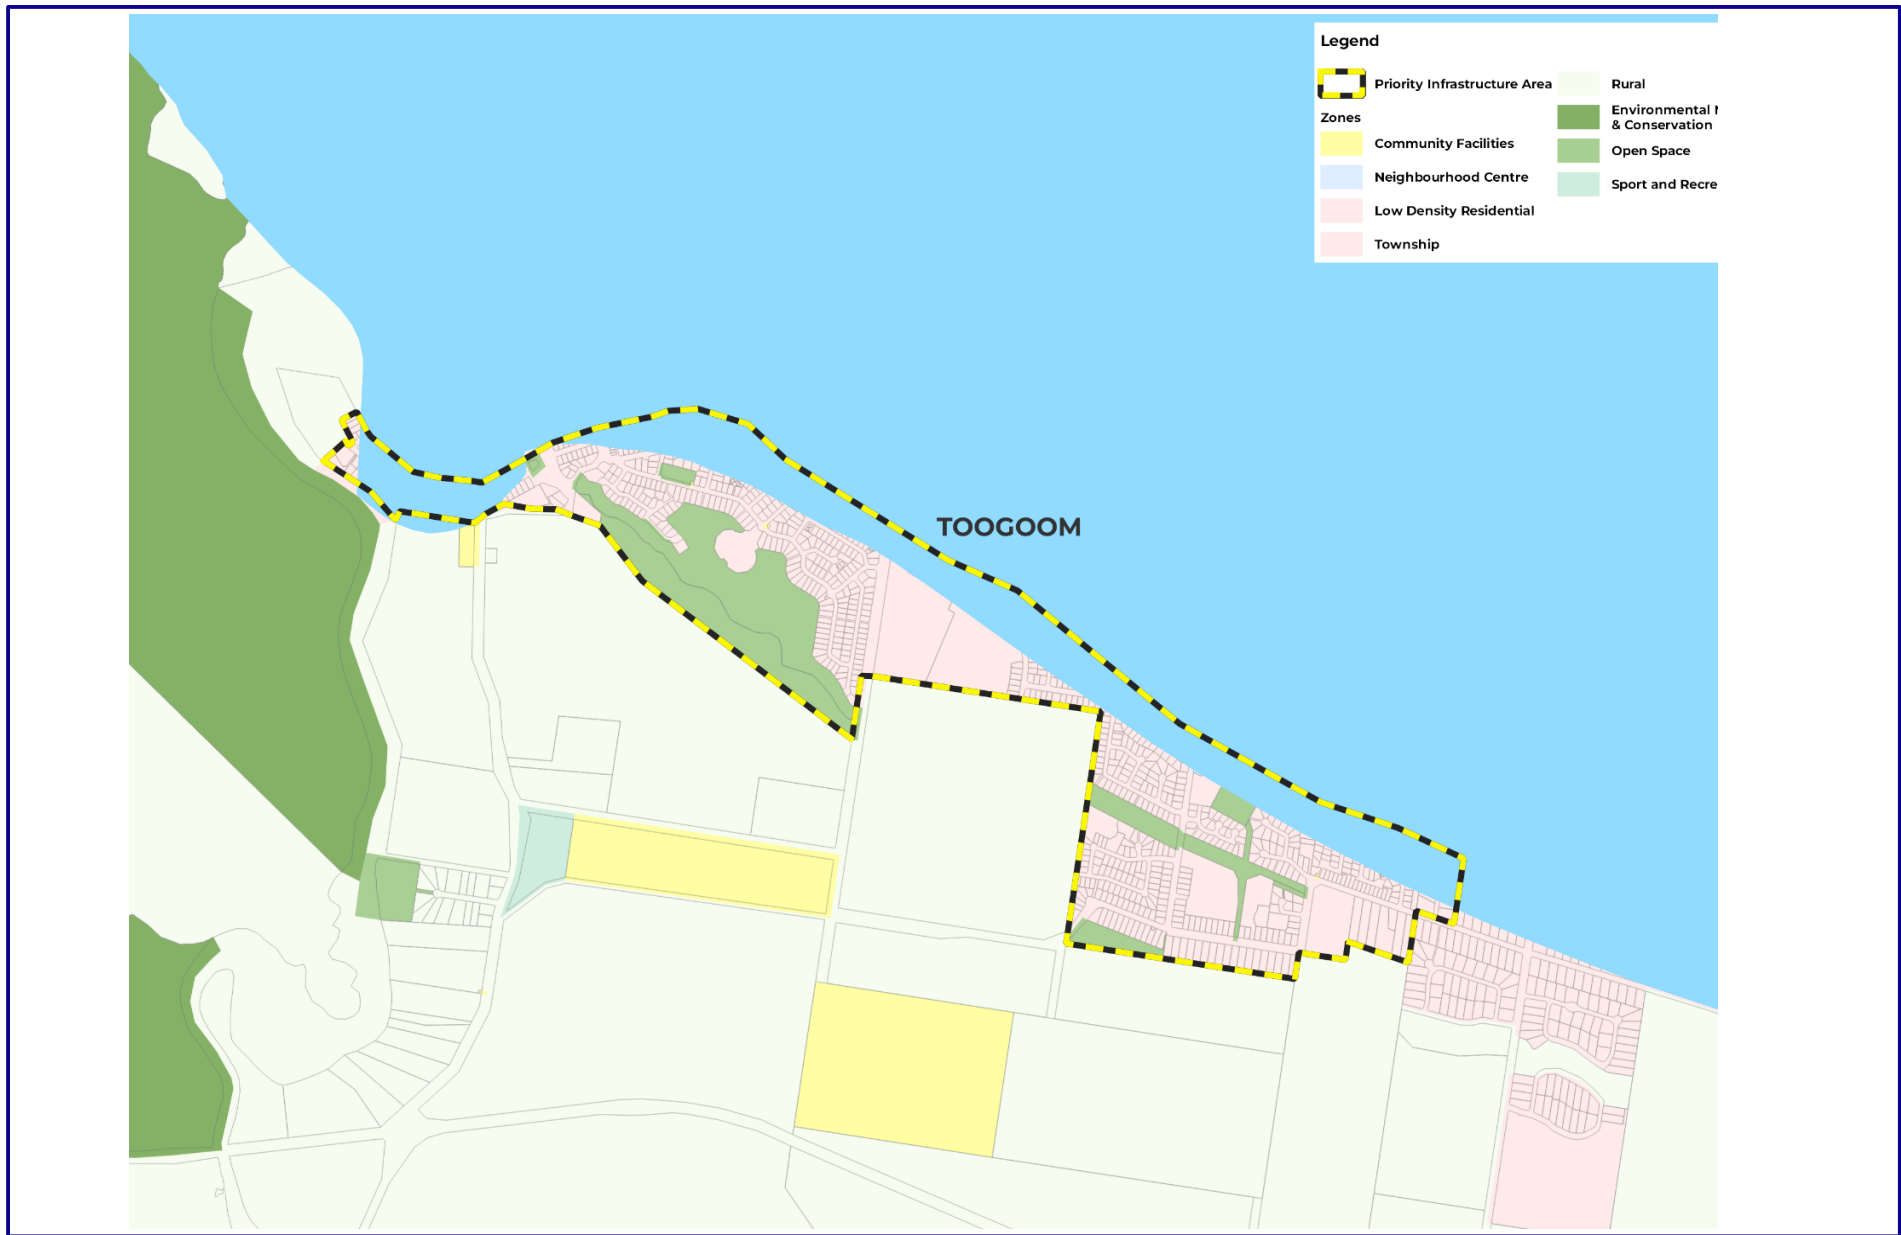 Legend
Priority Infrastructure Area
Zones
Community Facilities
Neighbourhood Centre
Low Density Residential
Township
Rural
Environmental
& Conservation
Open Space
Sport and Recre
TOOGOOM